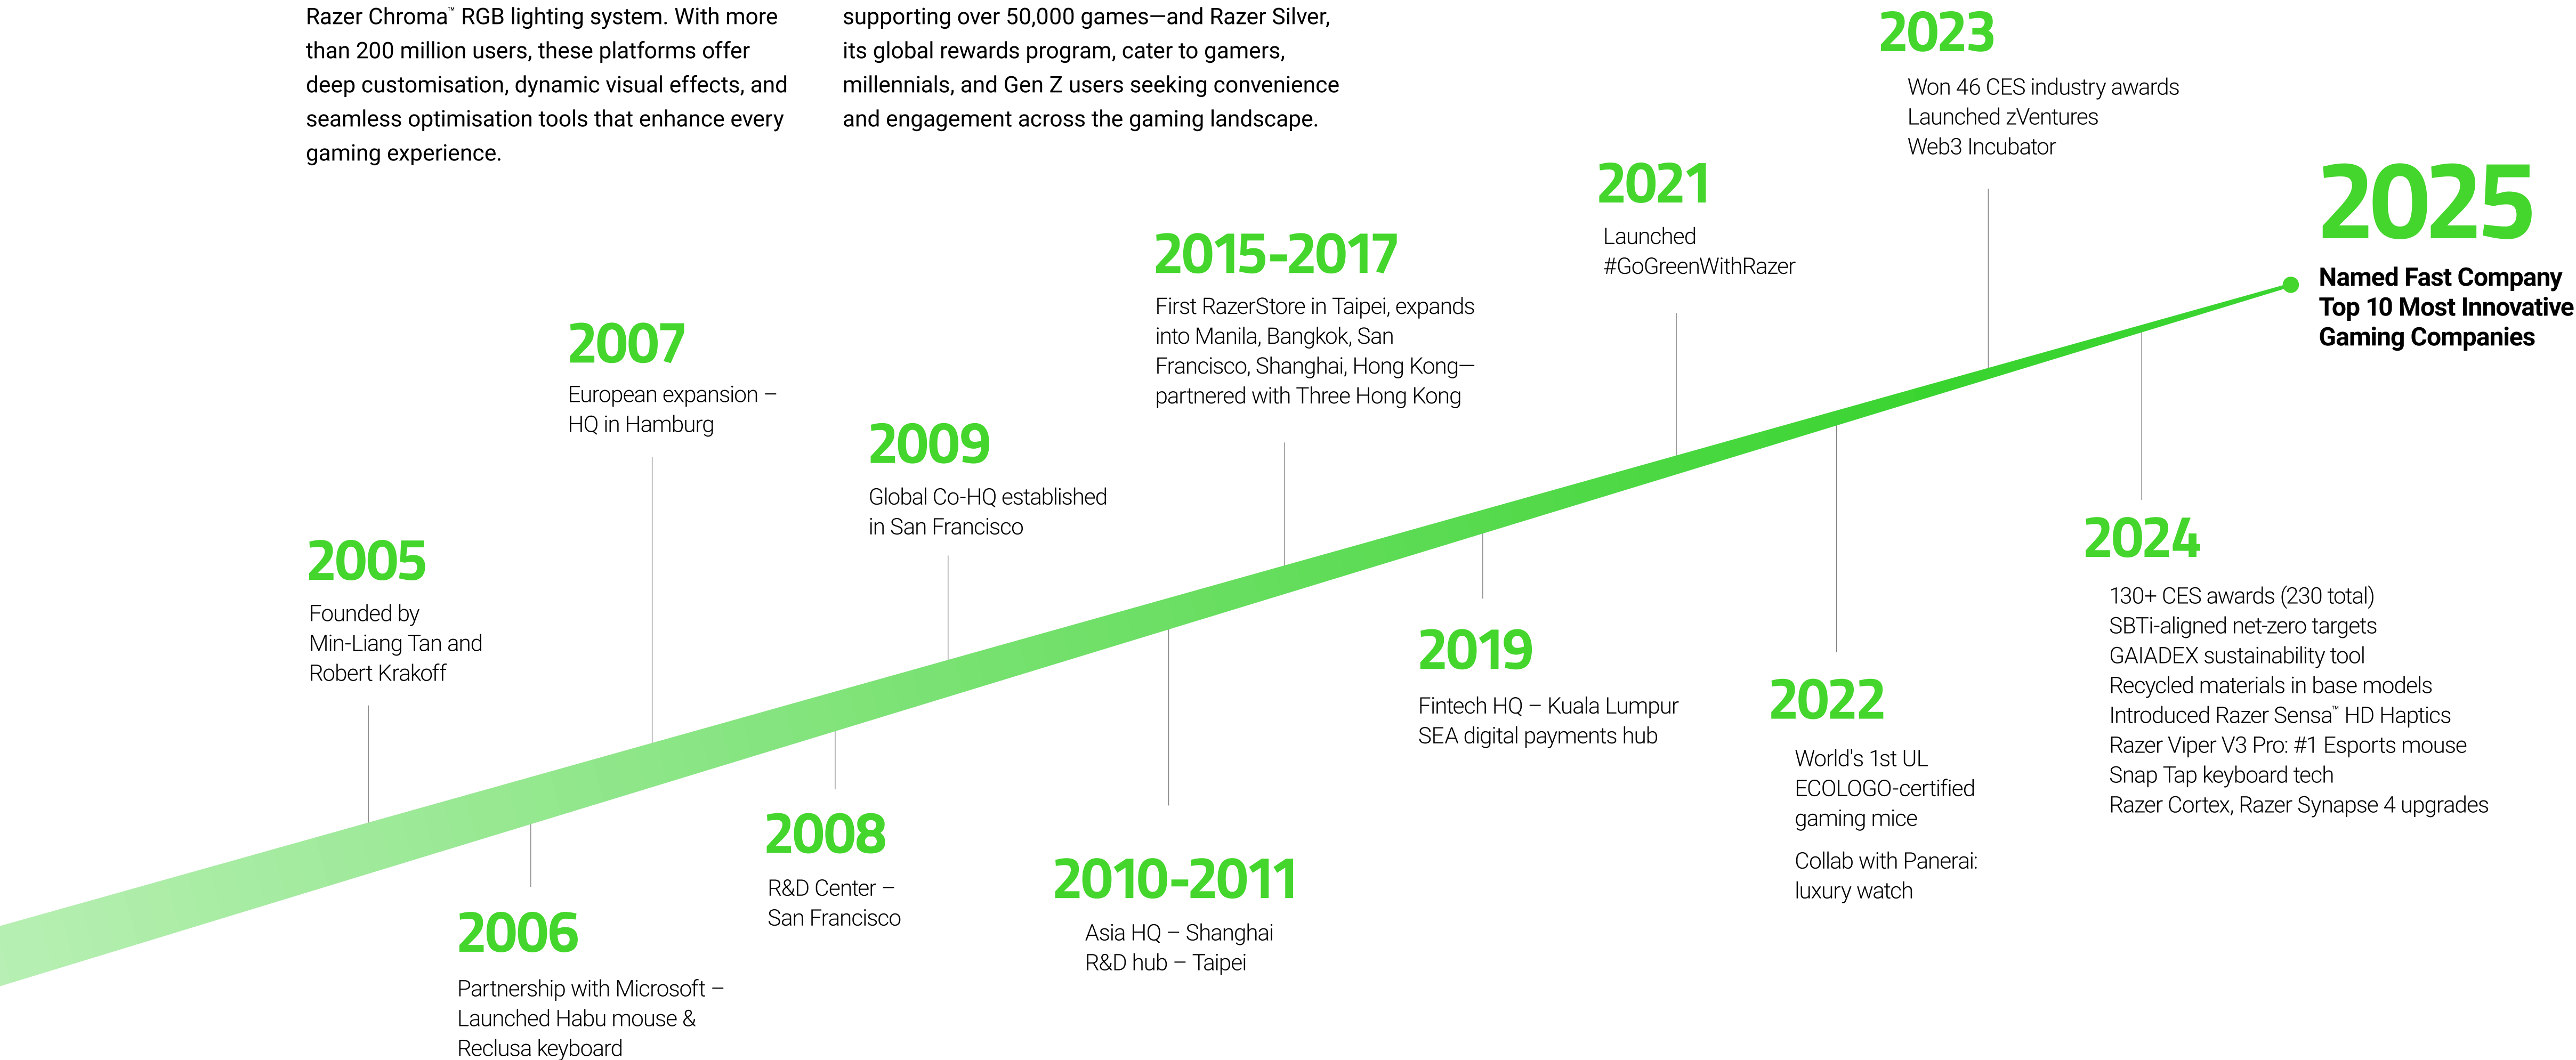 Razer Chroma™ RGB lighting system. With more
than 200 million users, these platforms offer
deep customisation, dynamic visual effects, and
seamless optimisation tools that enhance every
gaming experience.
supporting over 50,000 games—and Razer Silver,
its global rewards program, cater to gamers,
millennials, and Gen Z users seeking convenience
and engagement across the gaming landscape.
2005
Founded by
Min-Liang Tan and
Robert Krakoff
2006
Partnership with Microsoft –
Launched Habu mouse &
Reclusa keyboard
2007
European expansion –
HQ in Hamburg
2008
R&D Center –
San Francisco
2009
Global Co-HQ established
in San Francisco
2010-2011
Asia HQ – Shanghai
R&D hub – Taipei
2015-2017
First RazerStore in Taipei, expands
into Manila, Bangkok, San
Francisco, Shanghai, Hong Kong—
partnered with Three Hong Kong
2019
Fintech HQ – Kuala Lumpur
SEA digital payments hub
2021
Launched
#GoGreenWithRazer
2022
World's 1st UL
ECOLOGO-certified
gaming mice
Collab with Panerai:
luxury watch
2023
Won 46 CES industry awards
Launched zVentures
Web3 Incubator
2024
130+ CES awards (230 total)
SBTi-aligned net-zero targets
GAIADEX sustainability tool
Recycled materials in base models
Introduced Razer Sensa™ HD Haptics
Razer Viper V3 Pro: #1 Esports mouse
Snap Tap keyboard tech
Razer Cortex, Razer Synapse 4 upgrades
2025
Named Fast Company
Top 10 Most Innovative
Gaming Companies